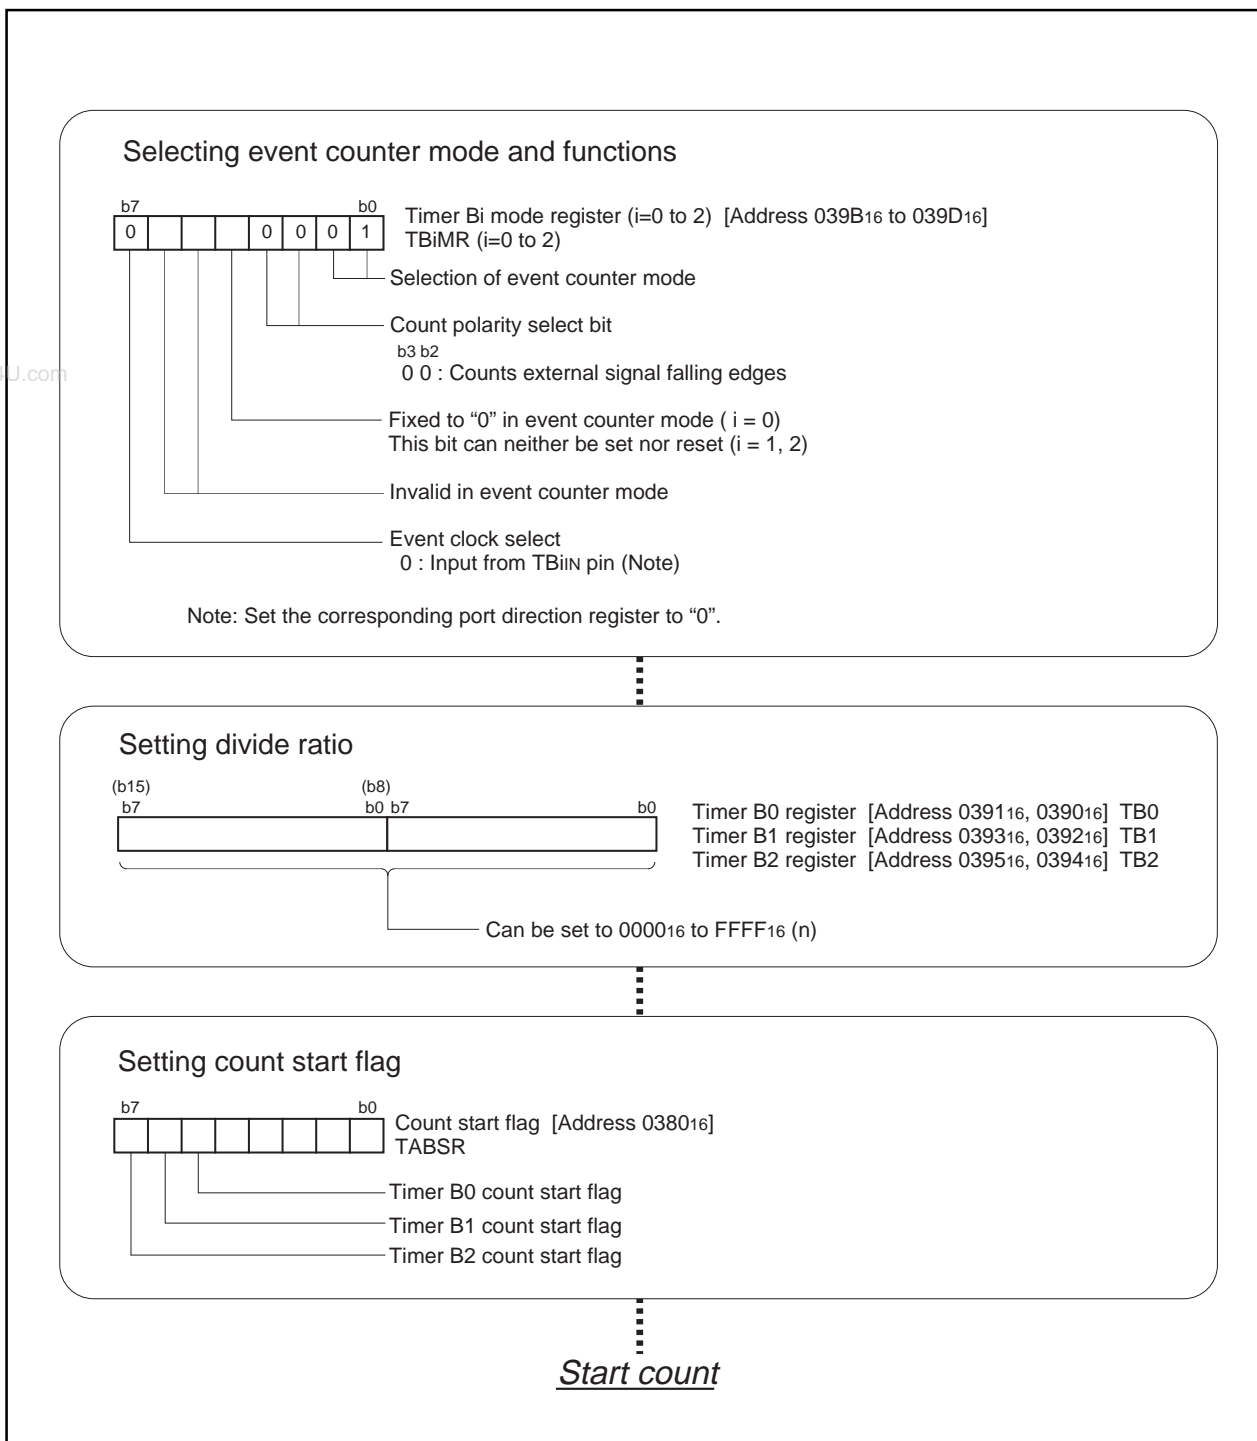 Selecting event counter mode and functions
b7 b0
0 0 0 0 1
Timer Bi mode register (i=0 to 2) [Address 039B16 to 039D16]
TBiMR (i=0 to 2)
Selection of event counter mode
Count polarity select bit
b3 b2
0 0 : Counts external signal falling edges
U.com
Fixed to “0” in event counter mode ( i = 0)
This bit can neither be set nor reset (i = 1, 2)
Invalid in event counter mode
Event clock select
0 : Input from TBiIN pin (Note)
Note: Set the corresponding port direction register to “0”.
Setting divide ratio
(b15) (b8)
b7 b0 b7 b0
Timer B0 register [Address 039116, 039016] TB0
Timer B1 register [Address 039316, 039216] TB1
Timer B2 register [Address 039516, 039416] TB2
Can be set to 000016 to FFFF16 (n)
Setting count start flag
b7 b0
Count start flag [Address 038016]
TABSR
Timer B0 count start flag
Timer B1 count start flag
Timer B2 count start flag
Start count